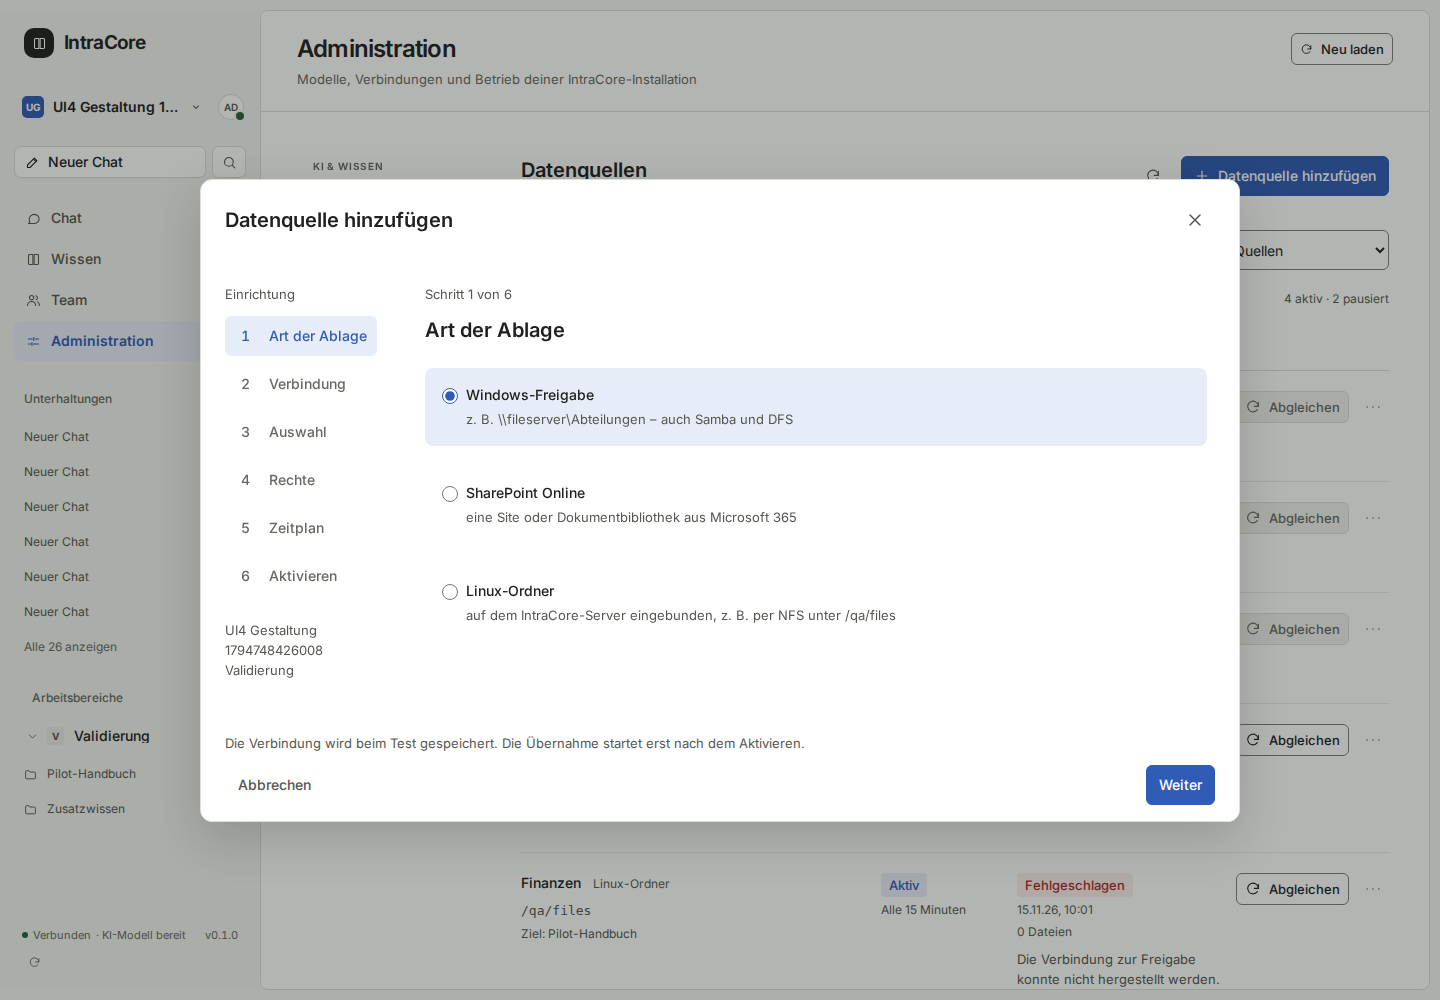 IntraCore
UG UI4 Gestaltung 1... AD
Neuer Chat
Chat
Wissen
Team
Administration
Unterhaltungen
Neuer Chat
Neuer Chat
Neuer Chat
Neuer Chat
Neuer Chat
Neuer Chat
Alle 26 anzeigen
Arbeitsbereiche
V Validierung
Pilot-Handbuch
Zusatzwissen
Verbunden · KI-Modell bereit v0.1.0
Administration
Modelle, Verbindungen und Betrieb deiner IntraCore-Installation
Neu laden
KI & WISSEN
Datenquellen
Datenquelle hinzufügen
Quellen
4 aktiv · 2 pausiert
Abgleichen ...
Abgleichen ...
Abgleichen ...
Abgleichen ...
Datenquelle hinzufügen
Einrichtung
1 Art der Ablage
2 Verbindung
3 Auswahl
4 Rechte
5 Zeitplan
6 Aktivieren
UI4 Gestaltung
1794748426008
Validierung
Schritt 1 von 6
Art der Ablage
Windows-Freigabe
z. B. \\fileserver\Abteilungen – auch Samba und DFS
SharePoint Online
eine Site oder Dokumentbibliothek aus Microsoft 365
Linux-Ordner
auf dem IntraCore-Server eingebunden, z. B. per NFS unter /qa/files
Die Verbindung wird beim Test gespeichert. Die Übernahme startet erst nach dem Aktivieren.
Abbrechen
Weiter
Finanzen Linux-Ordner
/qa/files
Ziel: Pilot-Handbuch
Aktiv
Alle 15 Minuten
Fehlgeschlagen
15.11.26, 10:01
0 Dateien
Die Verbindung zur Freigabe
konnte nicht hergestellt werden.
Abgleichen ...